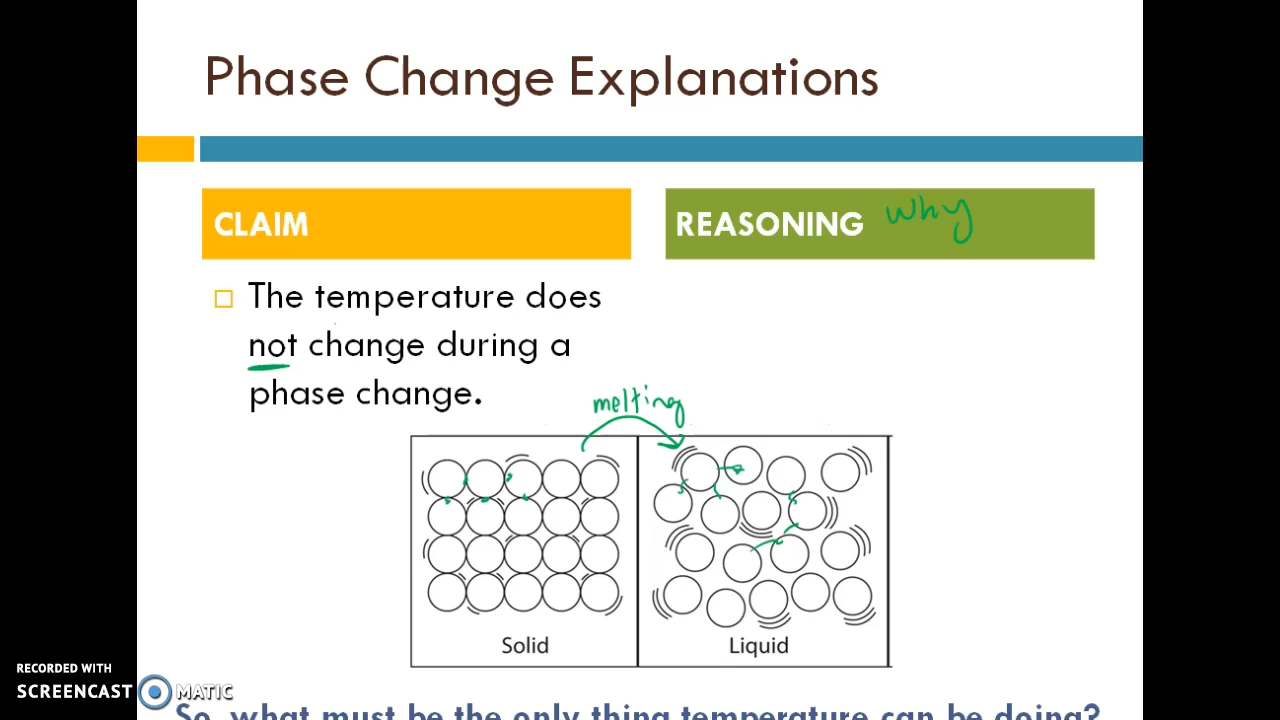 Phase Change Explanations
CLAIM
REASONING why
The temperature does
not change during a
phase change.
melting
Solid
Liquid
RECORDED WITH
SCREENCAST MATIC
So, what must be the only thing temperature can be doing?